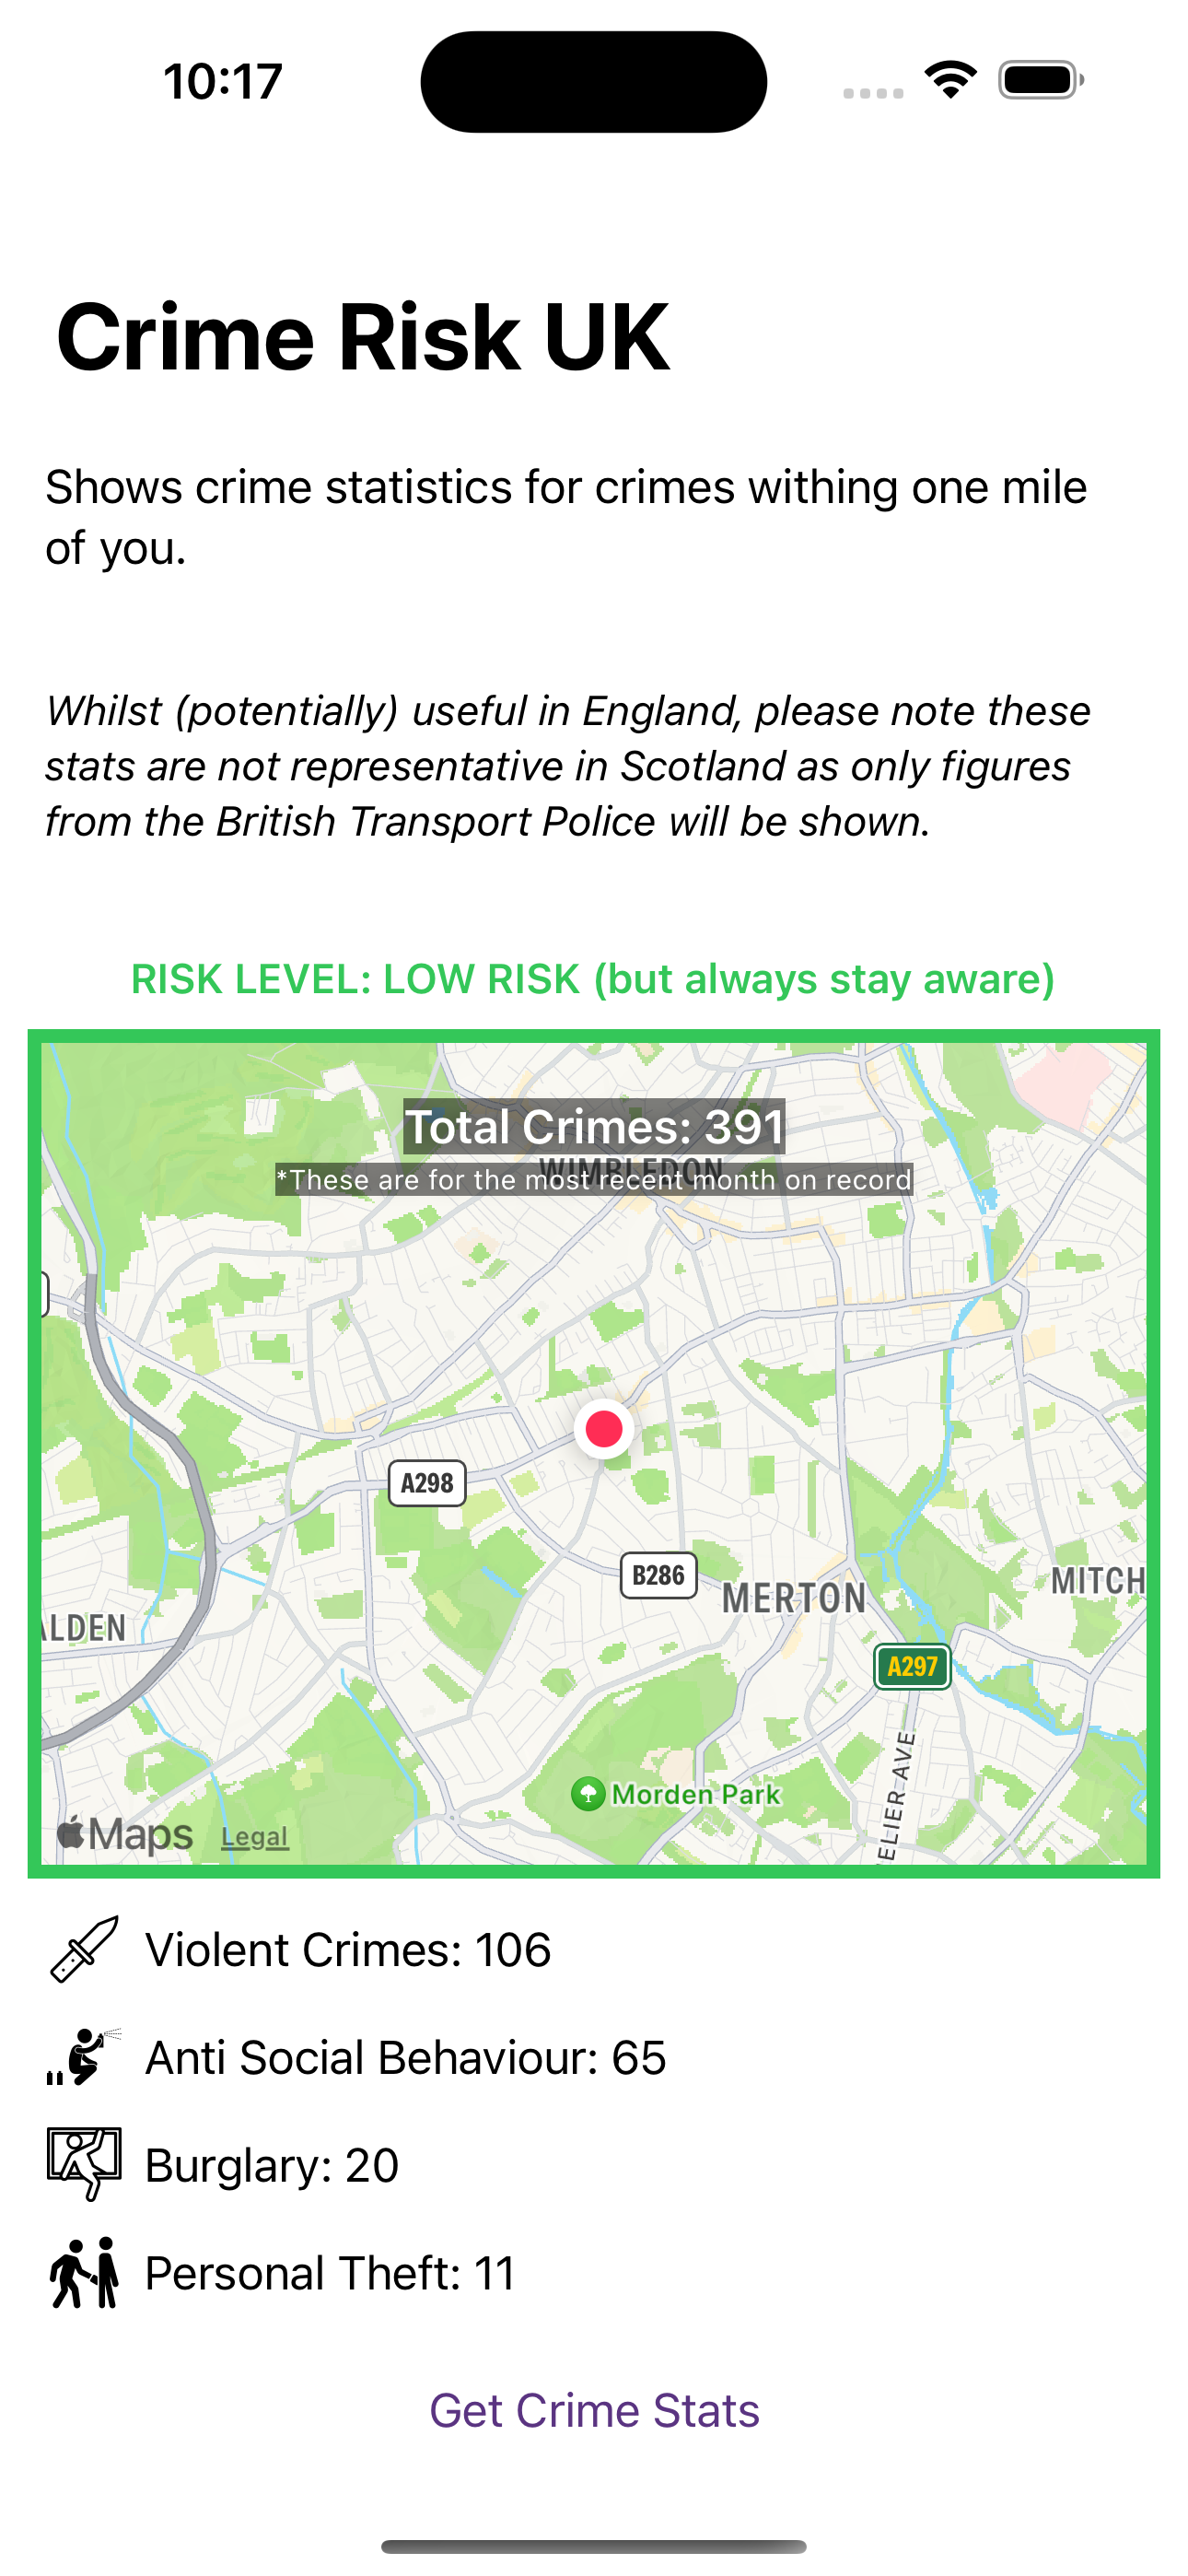 10:17
Crime Risk UK
Shows crime statistics for crimes withing one mile
of you.
Whilst (potentially) useful in England, please note these
stats are not representative in Scotland as only figures
from the British Transport Police will be shown.
RISK LEVEL: LOW RISK (but always stay aware)
Total Crimes: 391
WIMBLEDON
*These are for the most recent month on record
A298
B286
MERTON
MITCH
ALDEN
A297
ELIER AVE
Morden Park
Maps Legal
Violent Crimes: 106
Anti Social Behaviour: 65
Burglary: 20
Personal Theft: 11
Get Crime Stats